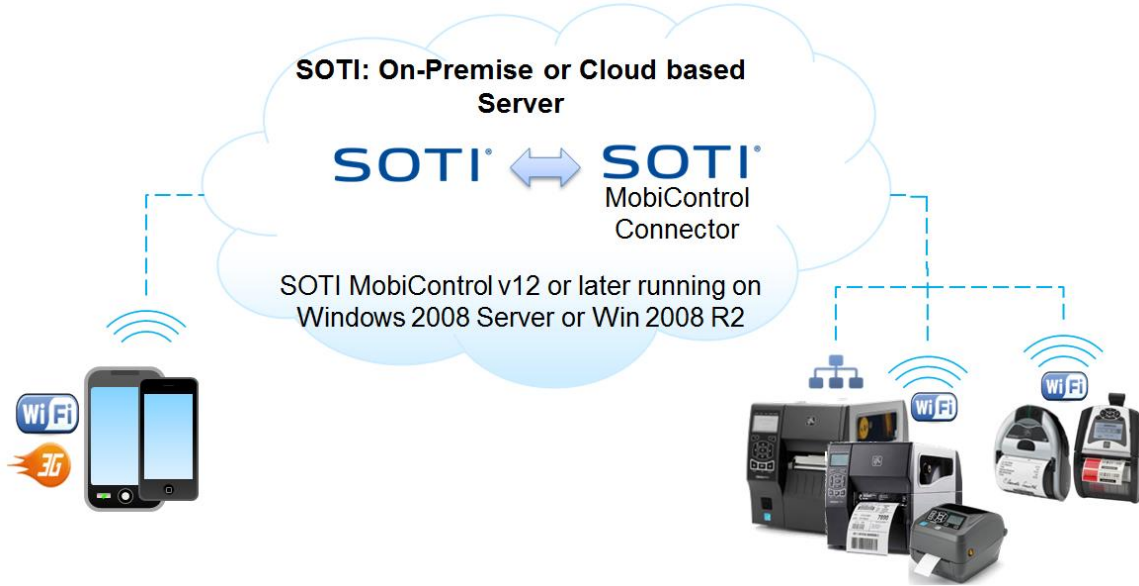 SOTI: On-Premise or Cloud based
Server
SOTI® SOTI®
MobiControl
Connector
SOTI MobiControl v12 or later running on
Windows 2008 Server or Win 2008 R2
WiFi
3G
WiFi
WiFi